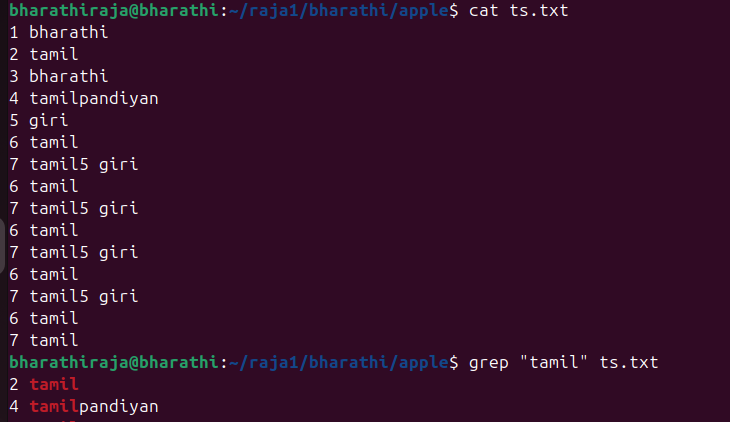 bharathiraja@bharathi:~/raja1/bharathi/apple$ cat ts.txt
1 bharathi
2 tamil
3 bharathi
4 tamilpandiyan
5 giri
6 tamil
7 tamil5 giri
6 tamil
7 tamil5 giri
6 tamil
7 tamil5 giri
6 tamil
7 tamil5 giri
6 tamil
7 tamil
bharathiraja@bharathi:~/raja1/bharathi/apple$ grep "tamil" ts.txt
2 tamil
4 tamilpandiyan